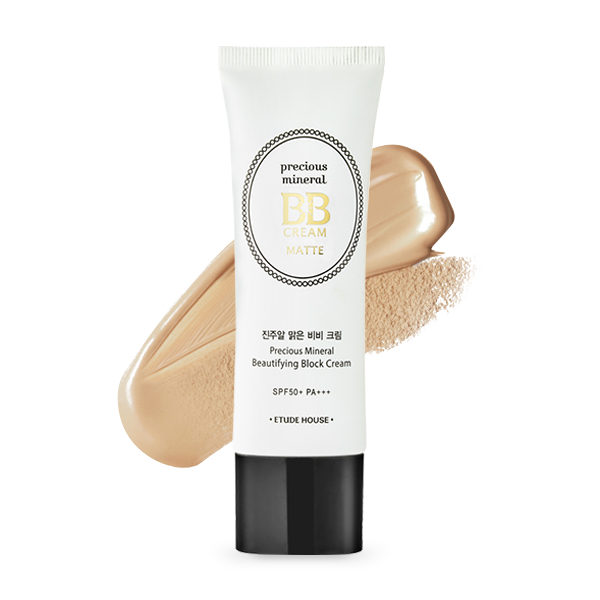 precious
mineral
BB
CREAM
MATTE
진주알 맑은 비비 크림
Precious Mineral
Beautifying Block Cream
SPF50+ PA+++
• ETUDE HOUSE •